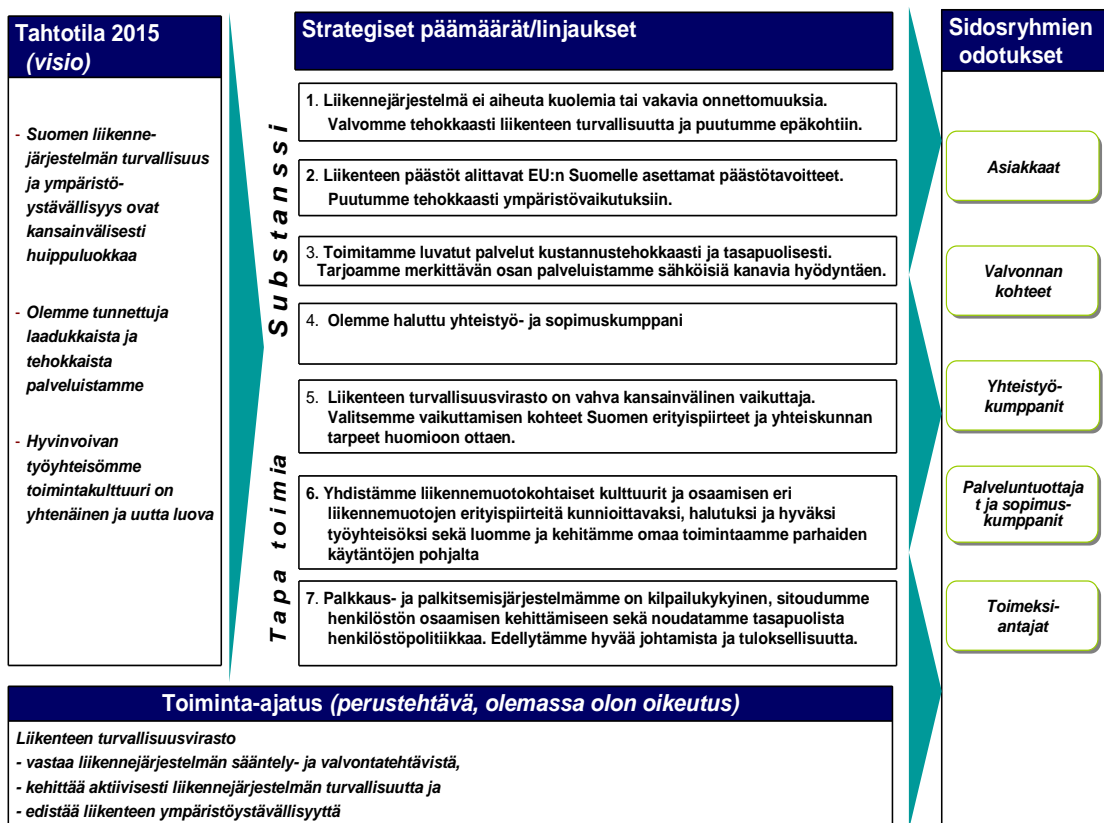 Tahtotila 2015
(visio)
- Suomen liikenne-
järjestelmän turvallisuus
ja ympäristö-
ystävällisyys ovat
kansainvälisesti
huippuluokkaa
- Olemme tunnettuja
laadukkaista ja
tehokkaista
palveluistamme
- Hyvinvoivan
työyhteisömme
toimintakulttuuri on
yhtenäinen ja uutta luova
Strategiset päämäärät/linjaukset
Substanssi
1. Liikennejärjestelmä ei aiheuta kuolemia tai vakavia onnettomuuksia.
Valvomme tehokkaasti liikenteen turvallisuutta ja puutumme epäkohtiin.
2. Liikenteen päästöt alittavat EU:n Suomelle asettamat päästötavoitteet.
Puutumme tehokkaasti ympäristövaikutuksiin.
3. Toimitamme luvatut palvelut kustannustehokkaasti ja tasapuolisesti.
Tarjoamme merkittävän osan palveluistamme sähköisiä kanavia hyödyntäen.
4. Olemme haluttu yhteistyö- ja sopimuskumppani
Tapa toimia
5. Liikenteen turvallisuusvirasto on vahva kansainvälinen vaikuttaja.
Valitsemme vaikuttamisen kohteet Suomen erityispiirteet ja yhteiskunnan
tarpeet huomioon ottaen.
6. Yhdistämme liikennemuotokohtaiset kulttuurit ja osaamisen eri
liikennemuotojen erityispiirteitä kunnioittavaksi, halutuksi ja hyväksi
työyhteisöksi sekä luomme ja kehitämme omaa toimintaamme parhaiden
käytäntöjen pohjalta
7. Palkkaus- ja palkitsemisjärjestelmämme on kilpailukykyinen, sitoudumme
henkilöstön osaamisen kehittämiseen sekä noudatamme tasapuolista
henkilöstöpolitiikkaa. Edellytämme hyvää johtamista ja tuloksellisuutta.
Sidosryhmien
odotukset
Asiakkaat
Valvonnan
kohteet
Yhteistyö-
kumppanit
Palveluntuottaja
t ja sopimus-
kumppanit
Toimeksi-
antajat
Toiminta-ajatus (perustehtävä, olemassa olon oikeutus)
Liikenteen turvallisuusvirasto
- vastaa liikennejärjestelmän sääntely- ja valvontatehtävistä,
- kehittää aktiivisesti liikennejärjestelmän turvallisuutta ja
- edistää liikenteen ympäristöystävällisyyttä